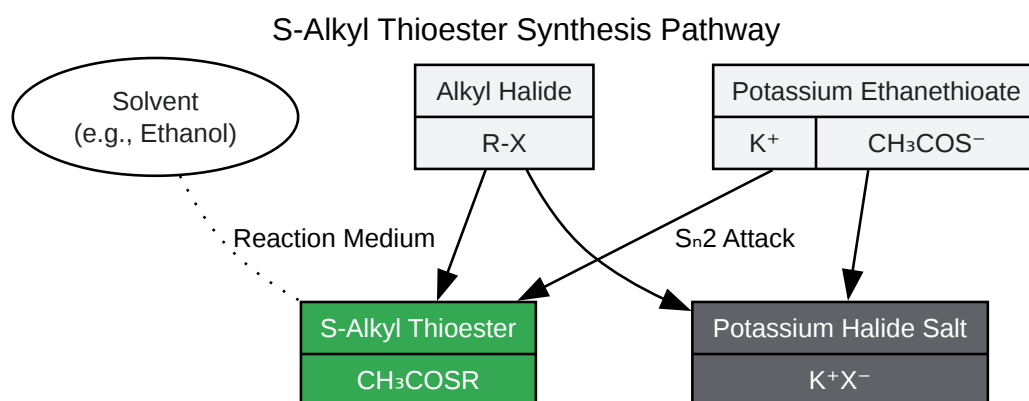 S-Alkyl Thioester Synthesis Pathway
Solvent
(e.g., Ethanol)
Alkyl Halide
R-X
Potassium Ethanethioate
K⁺
CH₃COS⁻
Reaction Medium
Sₙ2 Attack
S-Alkyl Thioester
CH₃COSR
Potassium Halide Salt
K⁺X⁻